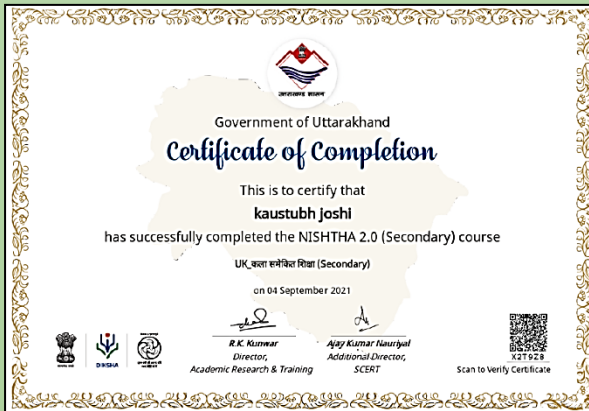 उत्तराखण्ड शासन
Government of Uttarakhand
Certificate of Completion
This is to certify that
kaustubh joshi
has successfully completed the NISHTHA 2.0 (Secondary) course
UK_कला समेकित शिक्षा (Secondary)
on 04 September 2021
R.K. Kunwar
Director,
Academic Research & Training
Ajay Kumar Nauriyal
Additional-Director,
SCERT
DIKSHA
X2T9Z8
Scan to Verify Certificate